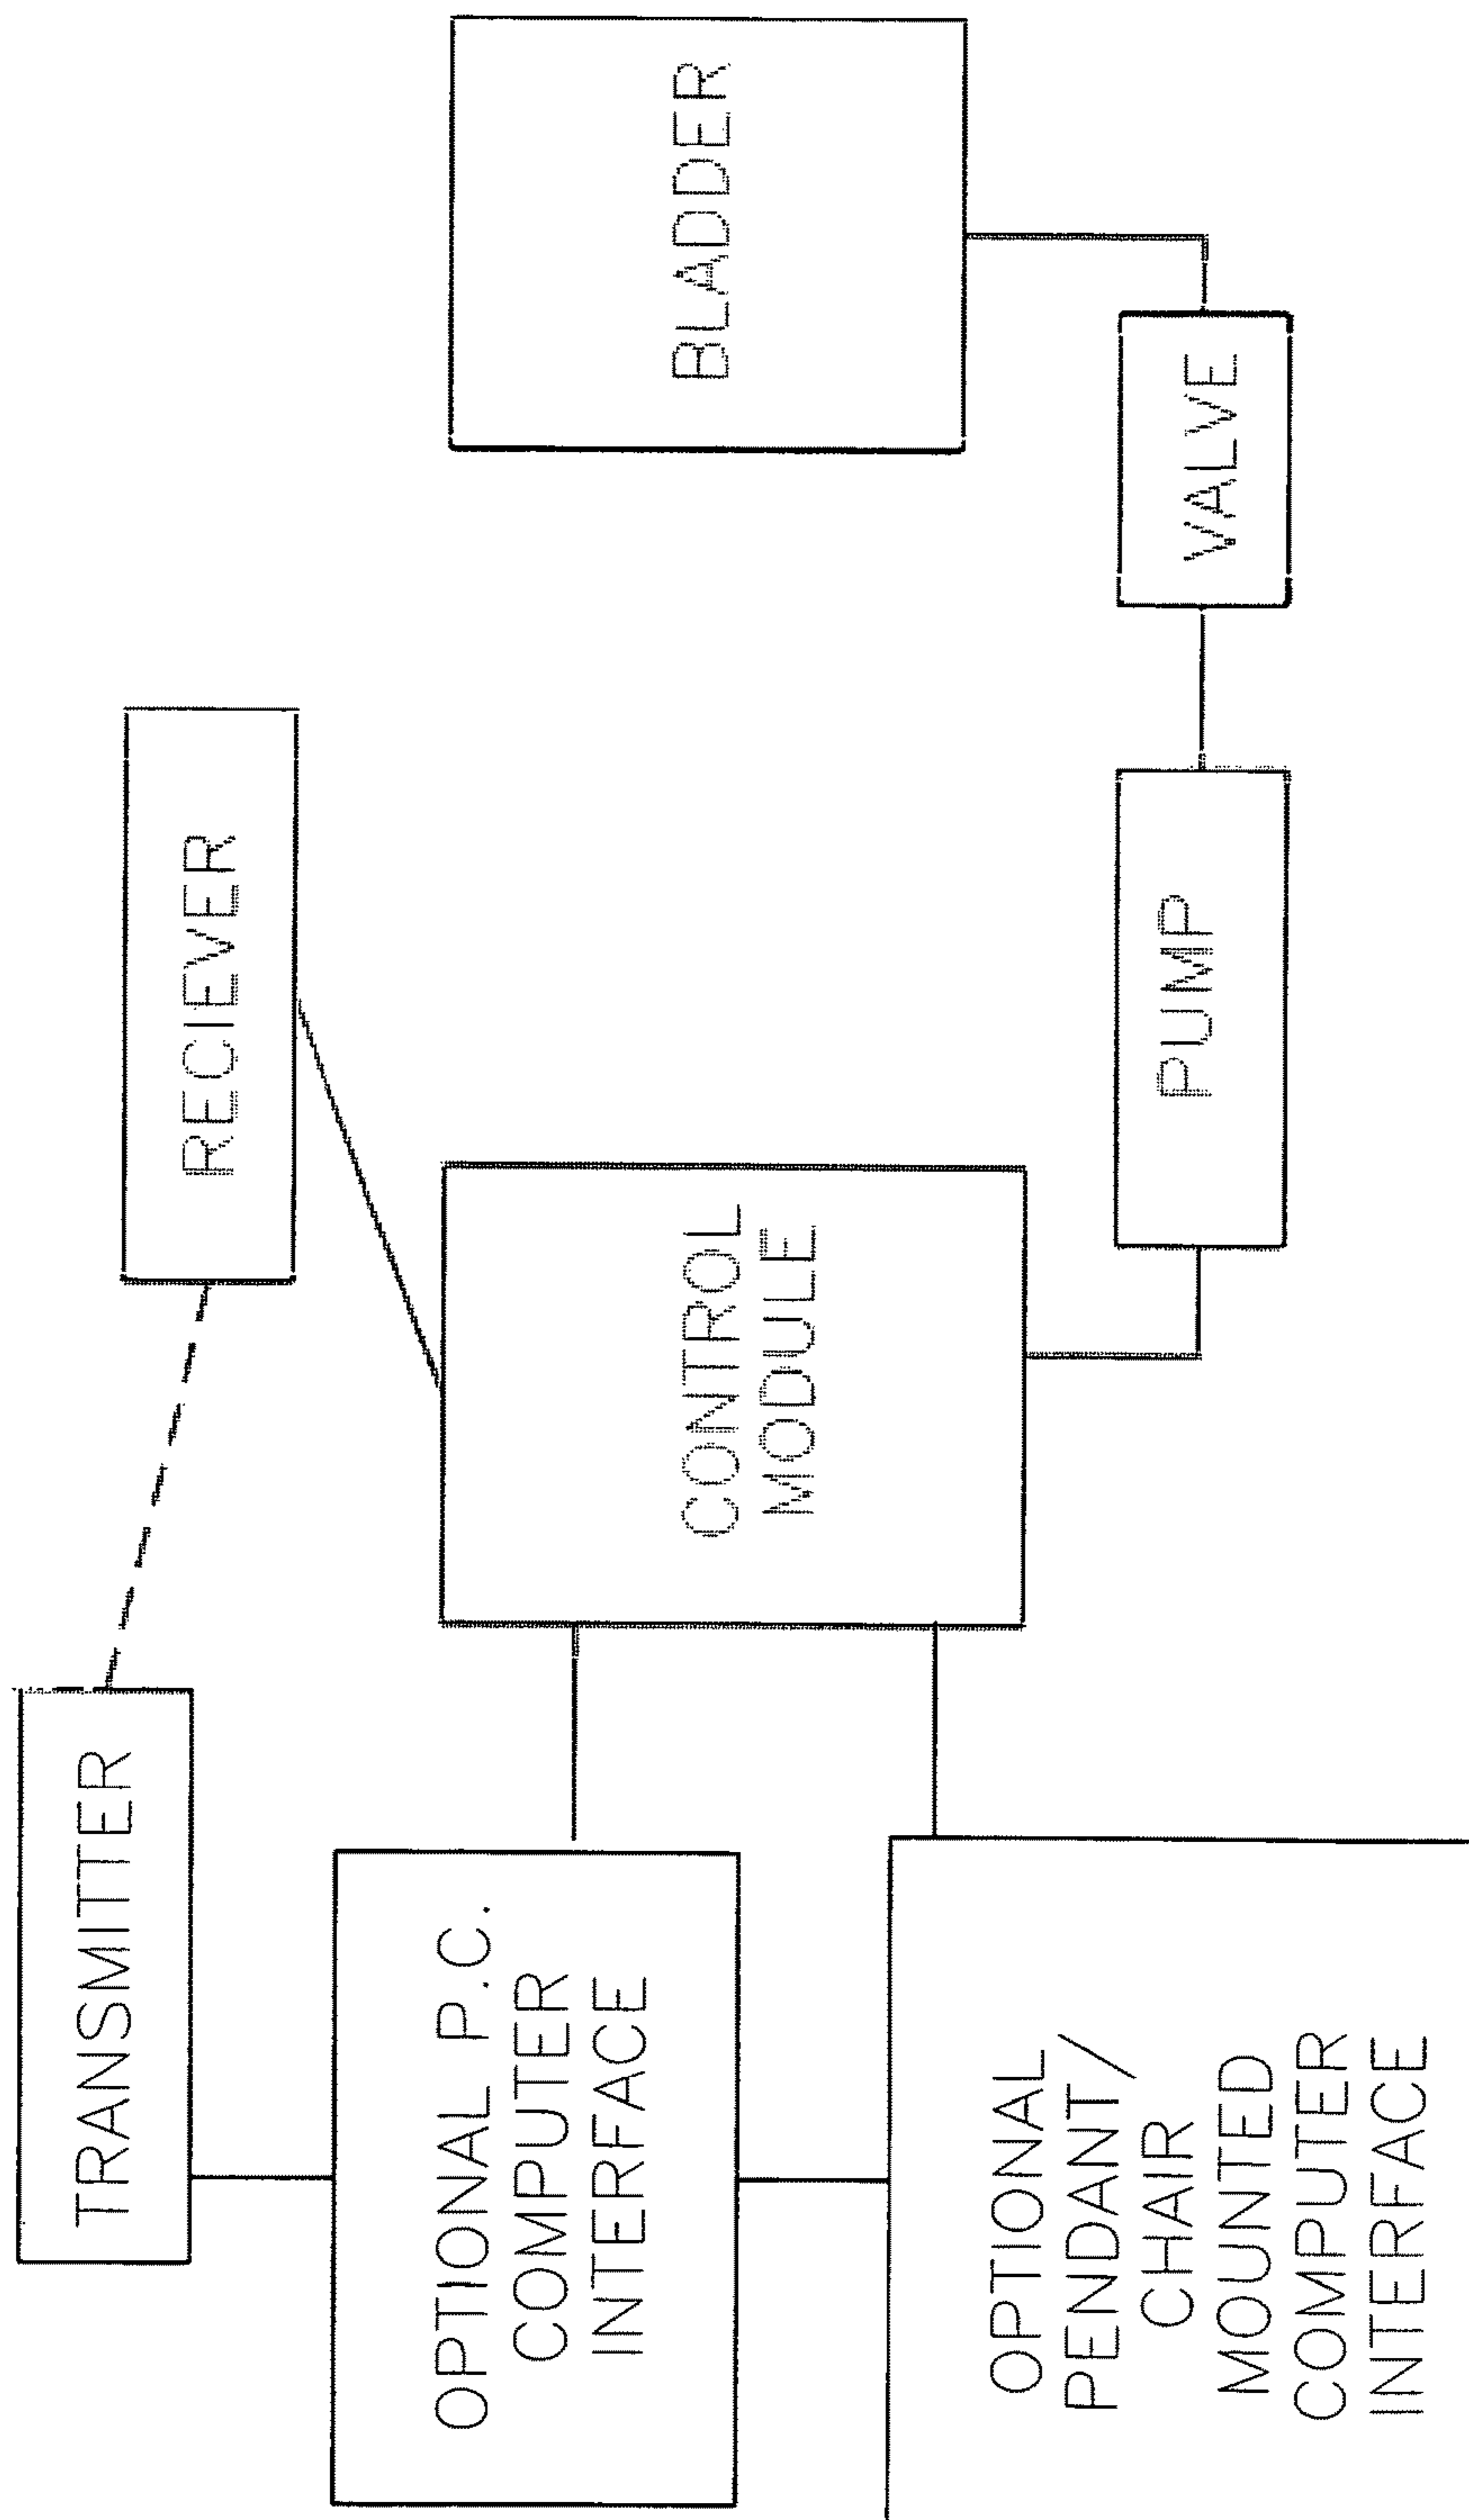 TRANSMITTER
RECIEVER
OPTIONAL P.C.
COMPUTER
INTERFACE
CONTROL
MODULE
BLADDER
OPTIONAL
PENDANT/
CHAIR
MOUNTED
COMPUTER
INTERFACE
PUMP
VALVE